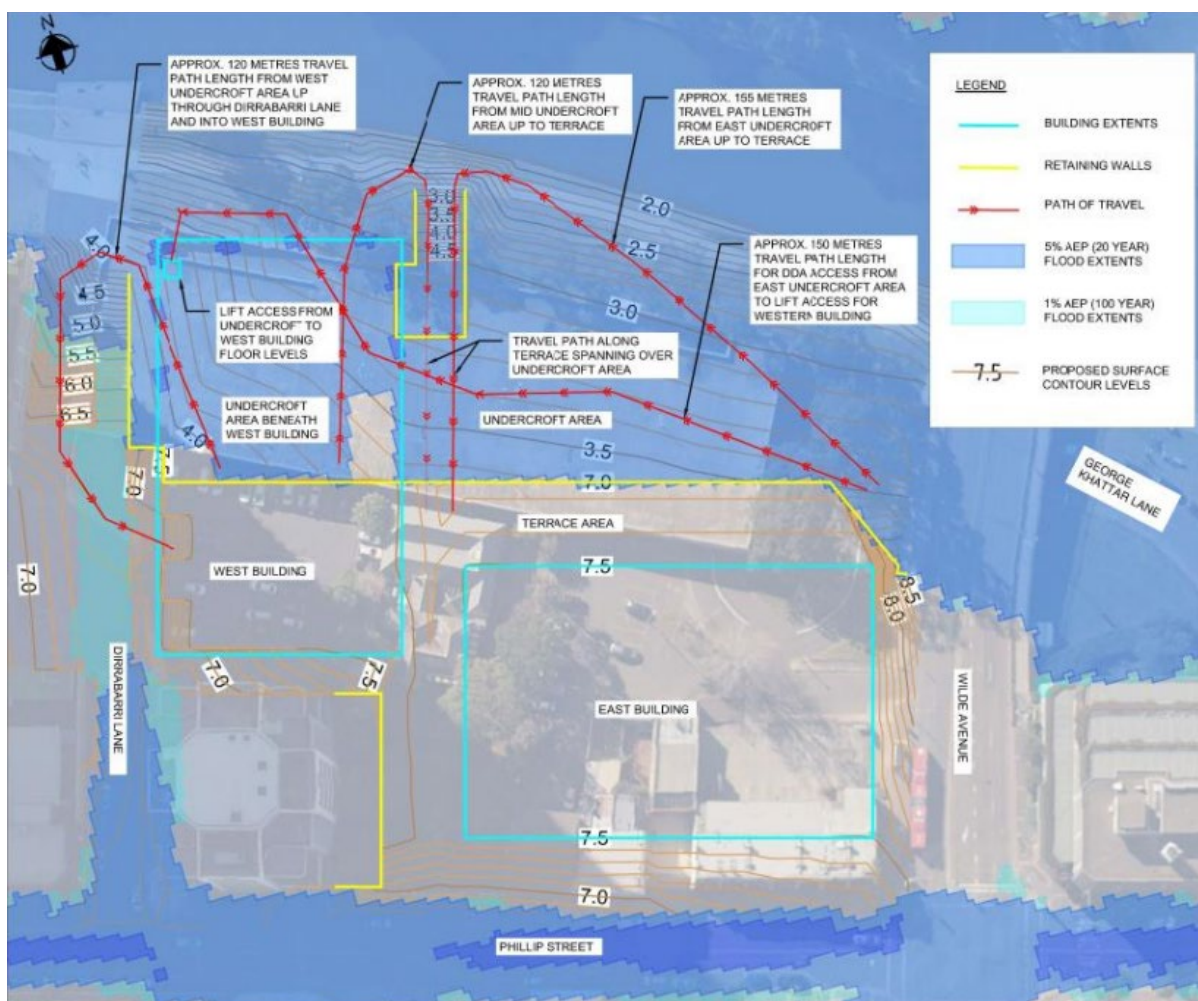 N
APPROX. 120 METRES TRAVEL
PATH LENGTH FROM WEST
UNDERCROFT AREA UP
THROUGH DIRRABARRI LANE
AND INTO WEST BUILDING
APPROX. 120 METRES
TRAVEL PATH LENGTH
FROM MID UNDERCROFT
AREA UP TO TERRACE
APPROX. 155 METRES
TRAVEL PATH LENGTH
FROM EAST UNDERCROFT
AREA UP TO TERRACE
LEGEND
BUILDING EXTENTS
RETAINING WALLS
PATH OF TRAVEL
5% AEP (20 YEAR)
FLOOD EXTENTS
1% AEP (100 YEAR)
FLOOD EXTENTS
7.5
PROPOSED SURFACE
CONTOUR LEVELS
3.0
3.5
4.0
4.5
2.0
2.5
3.0
APPROX. 150 METRES
TRAVEL PATH LENGTH
FOR DDA ACCESS FROM
EAST UNDERCROFT AREA
TO LIFT ACCESS FOR
WESTERN BUILDING
4.0
4.5
5.0
5.5
6.0
6.5
LIFT ACCESS FROM
UNDERCROFT TO
WEST BUILDING
FLOOR LEVELS
TRAVEL PATH ALONG
TERRACE SPANNING OVER
UNDERCROFT AREA
UNDERCROFT
AREA BENEATH
WEST BUILDING
UNDERCROFT AREA
4.0
3.5
7.0
7.5
7.0
GEORGE
KHATTAR LANE
TERRACE AREA
WEST BUILDING
7.5
8.5
8.0
7.0
7.0
7.5
DIRRABARRI LANE
EAST BUILDING
WILDE AVENUE
7.5
7.0
PHILLIP STREET